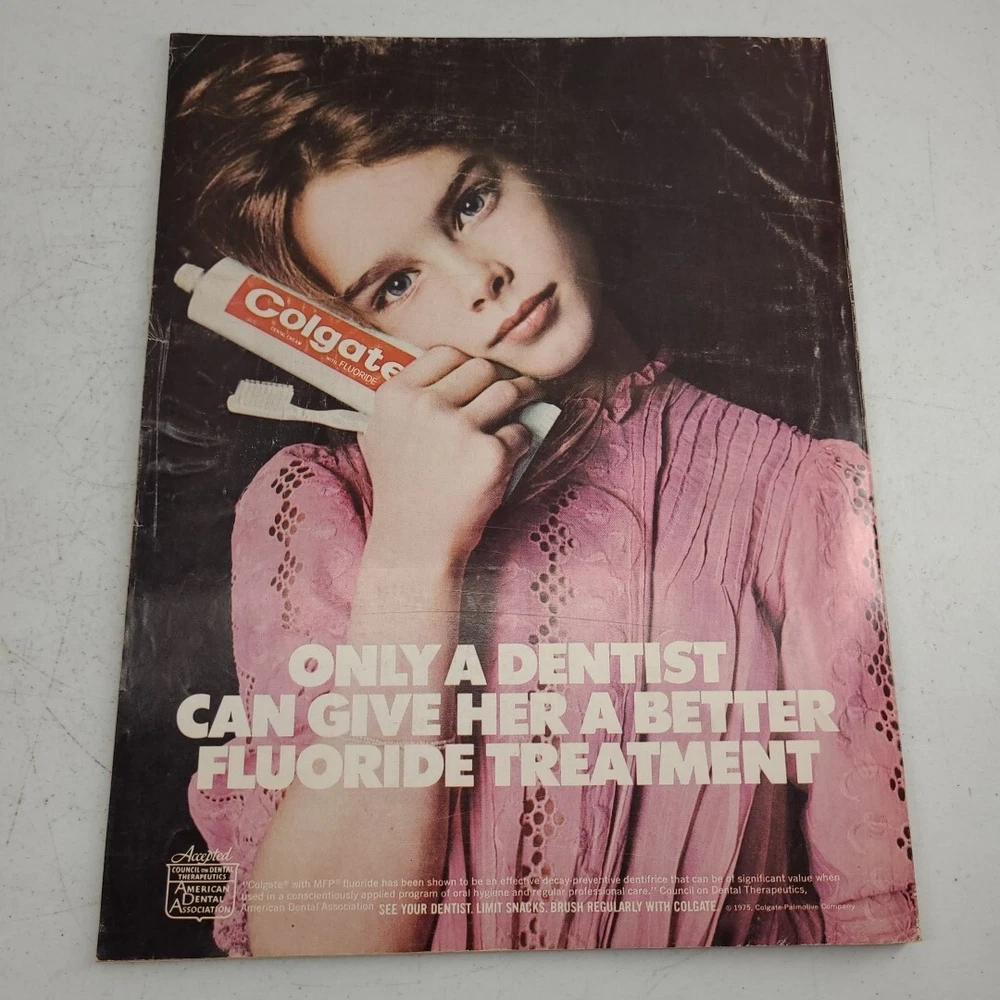 Colgate
DENTAL CREAM
WITH FLUORIDE
ONLY A DENTIST
CAN GIVE HER A BETTER
FLUORIDE TREATMENT
Accepted
COUNCIL ON DENTAL
THERAPEUTICS
AMERICAN
DENTAL
ASSOCIATION
"Colgate® with MFP® fluoride has been shown to be an effective decay-preventive dentifrice that can be of significant value when
used in a conscientiously applied program of oral hygiene and regular professional care." Council on Dental Therapeutics,
American Dental Association SEE YOUR DENTIST. LIMIT SNACKS. BRUSH REGULARLY WITH COLGATE. © 1975, Colgate-Palmolive Company